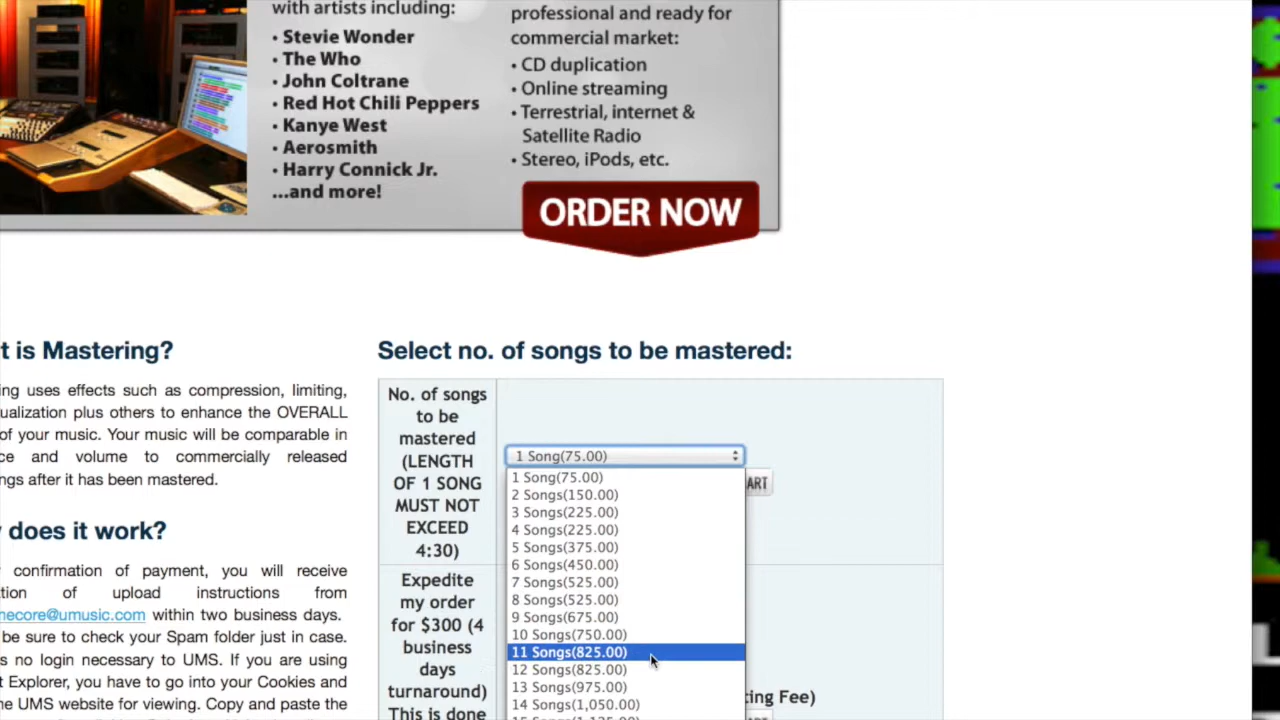 with artists including:
• Stevie Wonder
• The Who
• John Coltrane
• Red Hot Chili Peppers
• Kanye West
• Aerosmith
• Harry Connick Jr.
...and more!
professional and ready for
commercial market:
• CD duplication
• Online streaming
• Terrestrial, internet &
Satellite Radio
• Stereo, iPods, etc.
ORDER NOW
t is Mastering?
ing uses effects such as compression, limiting,
ualization plus others to enhance the OVERALL
of your music. Your music will be comparable in
ce and volume to commercially released
ngs after it has been mastered.
does it work?
confirmation of payment, you will receive
tion of upload instructions from
hecore@umusic.com within two business days.
be sure to check your Spam folder just in case.
s no login necessary to UMS. If you are using
t Explorer, you have to go into your Cookies and
he UMS website for viewing. Copy and paste the
Select no. of songs to be mastered:
No. of songs
to be
mastered
(LENGTH
OF 1 SONG
MUST NOT
EXCEED
4:30)
1 Song(75.00)
1 Song(75.00)
2 Songs(150.00)
3 Songs(225.00)
4 Songs(225.00)
5 Songs(375.00)
6 Songs(450.00)
7 Songs(525.00)
8 Songs(525.00)
9 Songs(675.00)
10 Songs(750.00)
11 Songs(825.00)
12 Songs(825.00)
13 Songs(975.00)
14 Songs(1,050.00)
ART
Expedite
my order
for $300 (4
business
days
turnaround)
This is done
ting Fee)